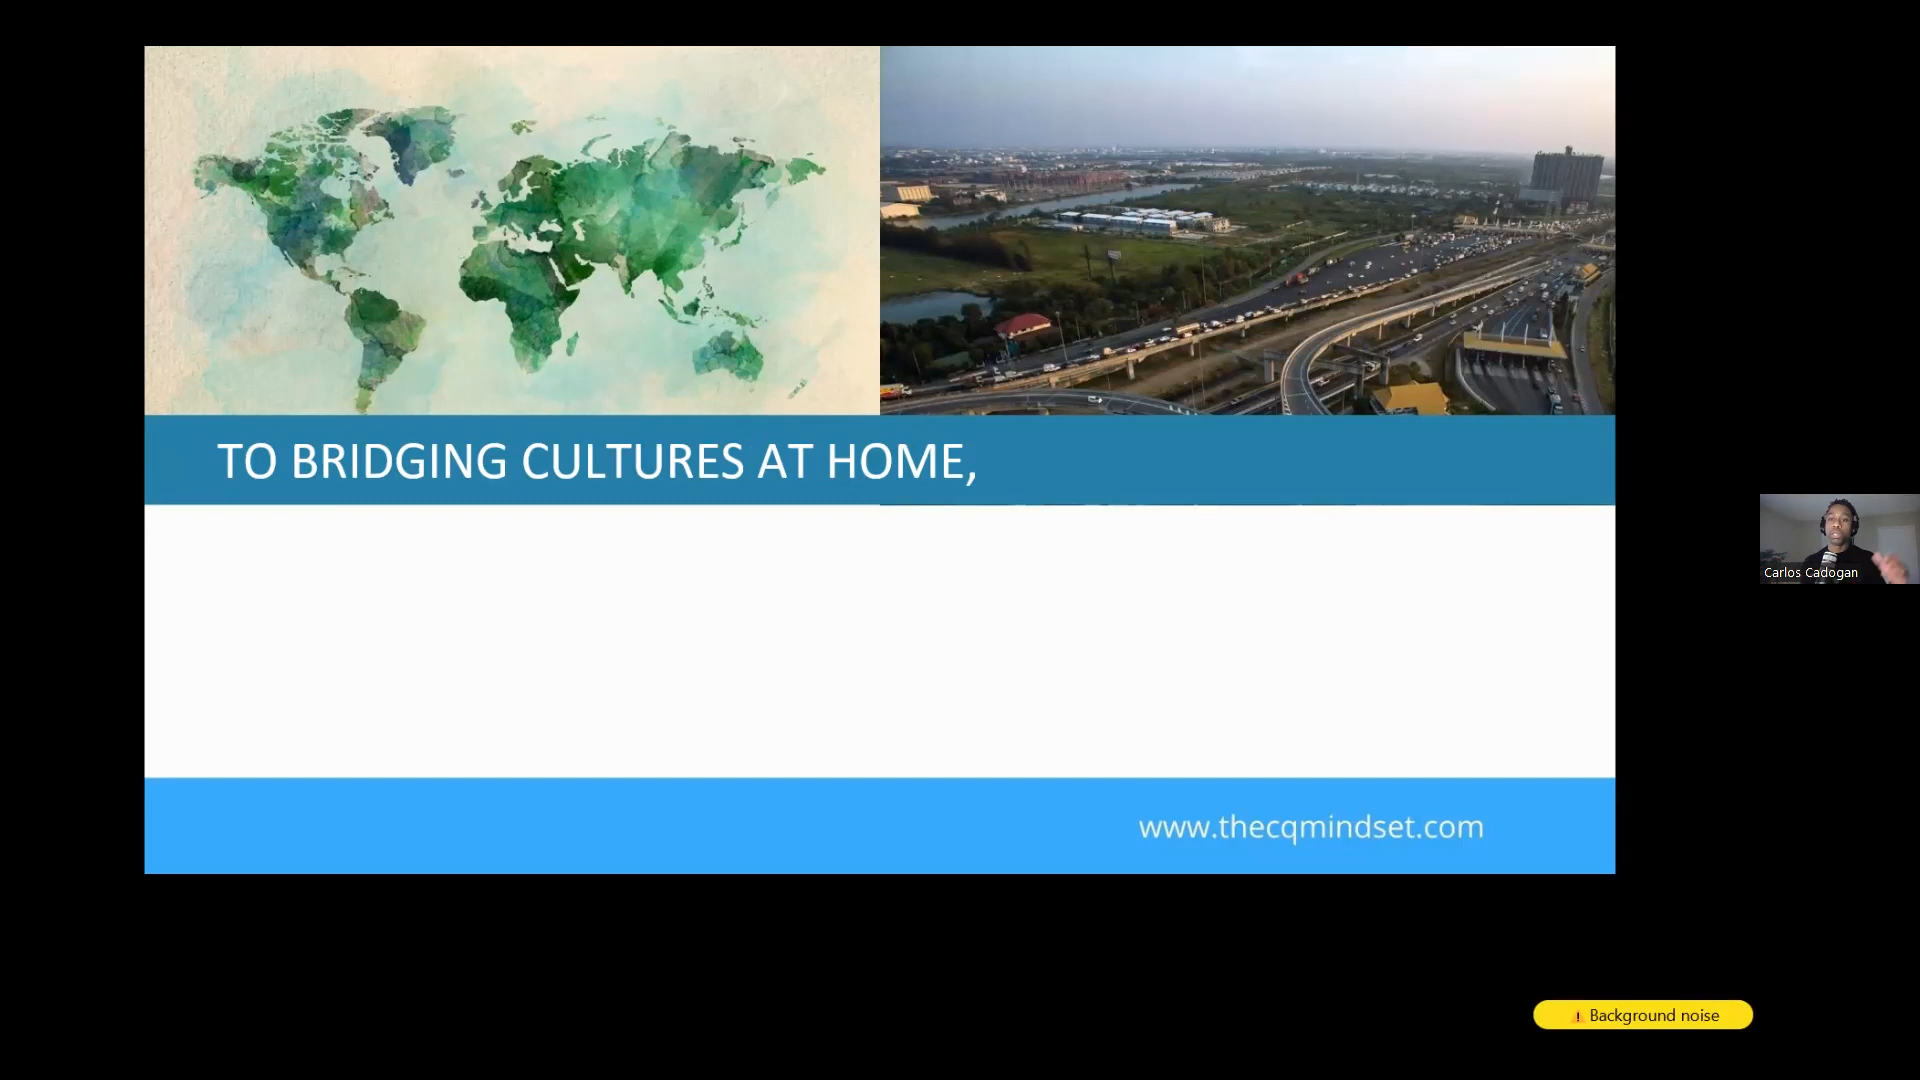 TO BRIDGING CULTURES AT HOME,
www.thecqmindset.com
Carlos Cadogan
Background noise